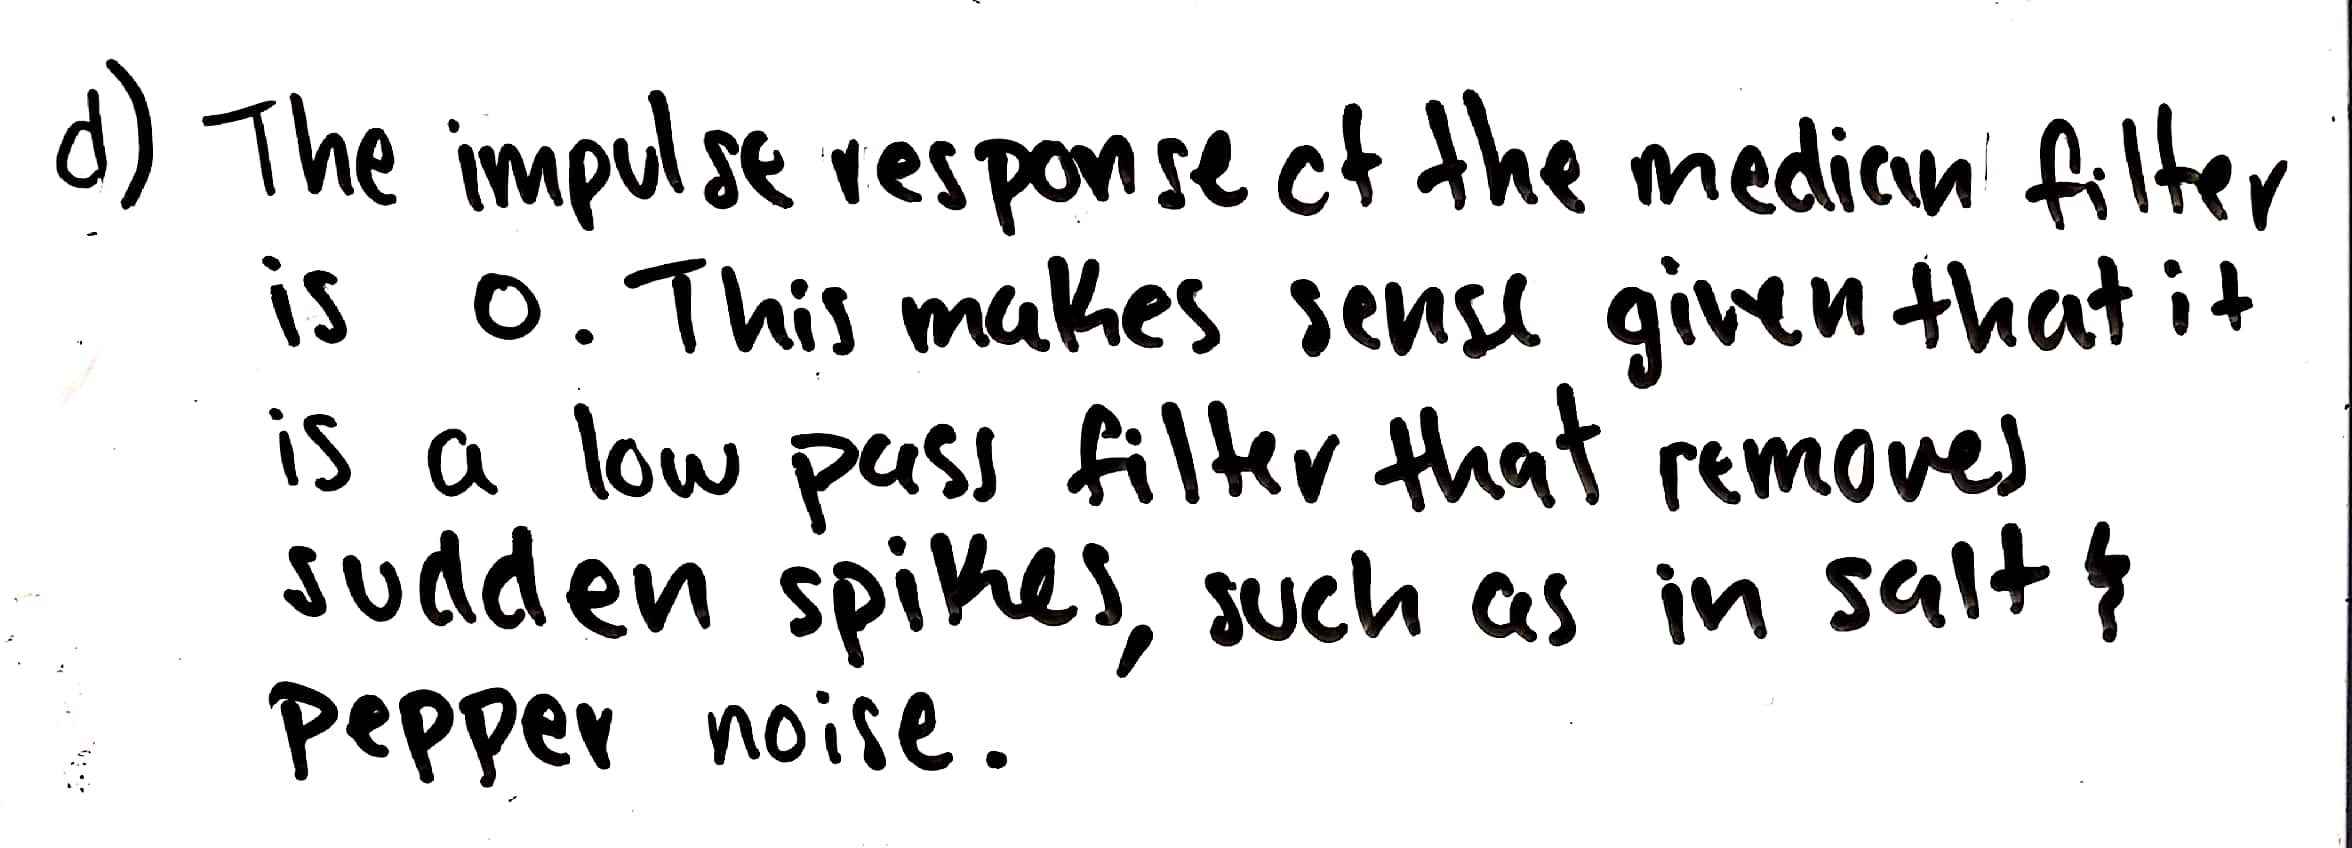 d) The impulse response of the median filter
is 0. This makes sense given that it
is a low pass filter that removes
sudden spikes, such as in salt &
pepper noise.